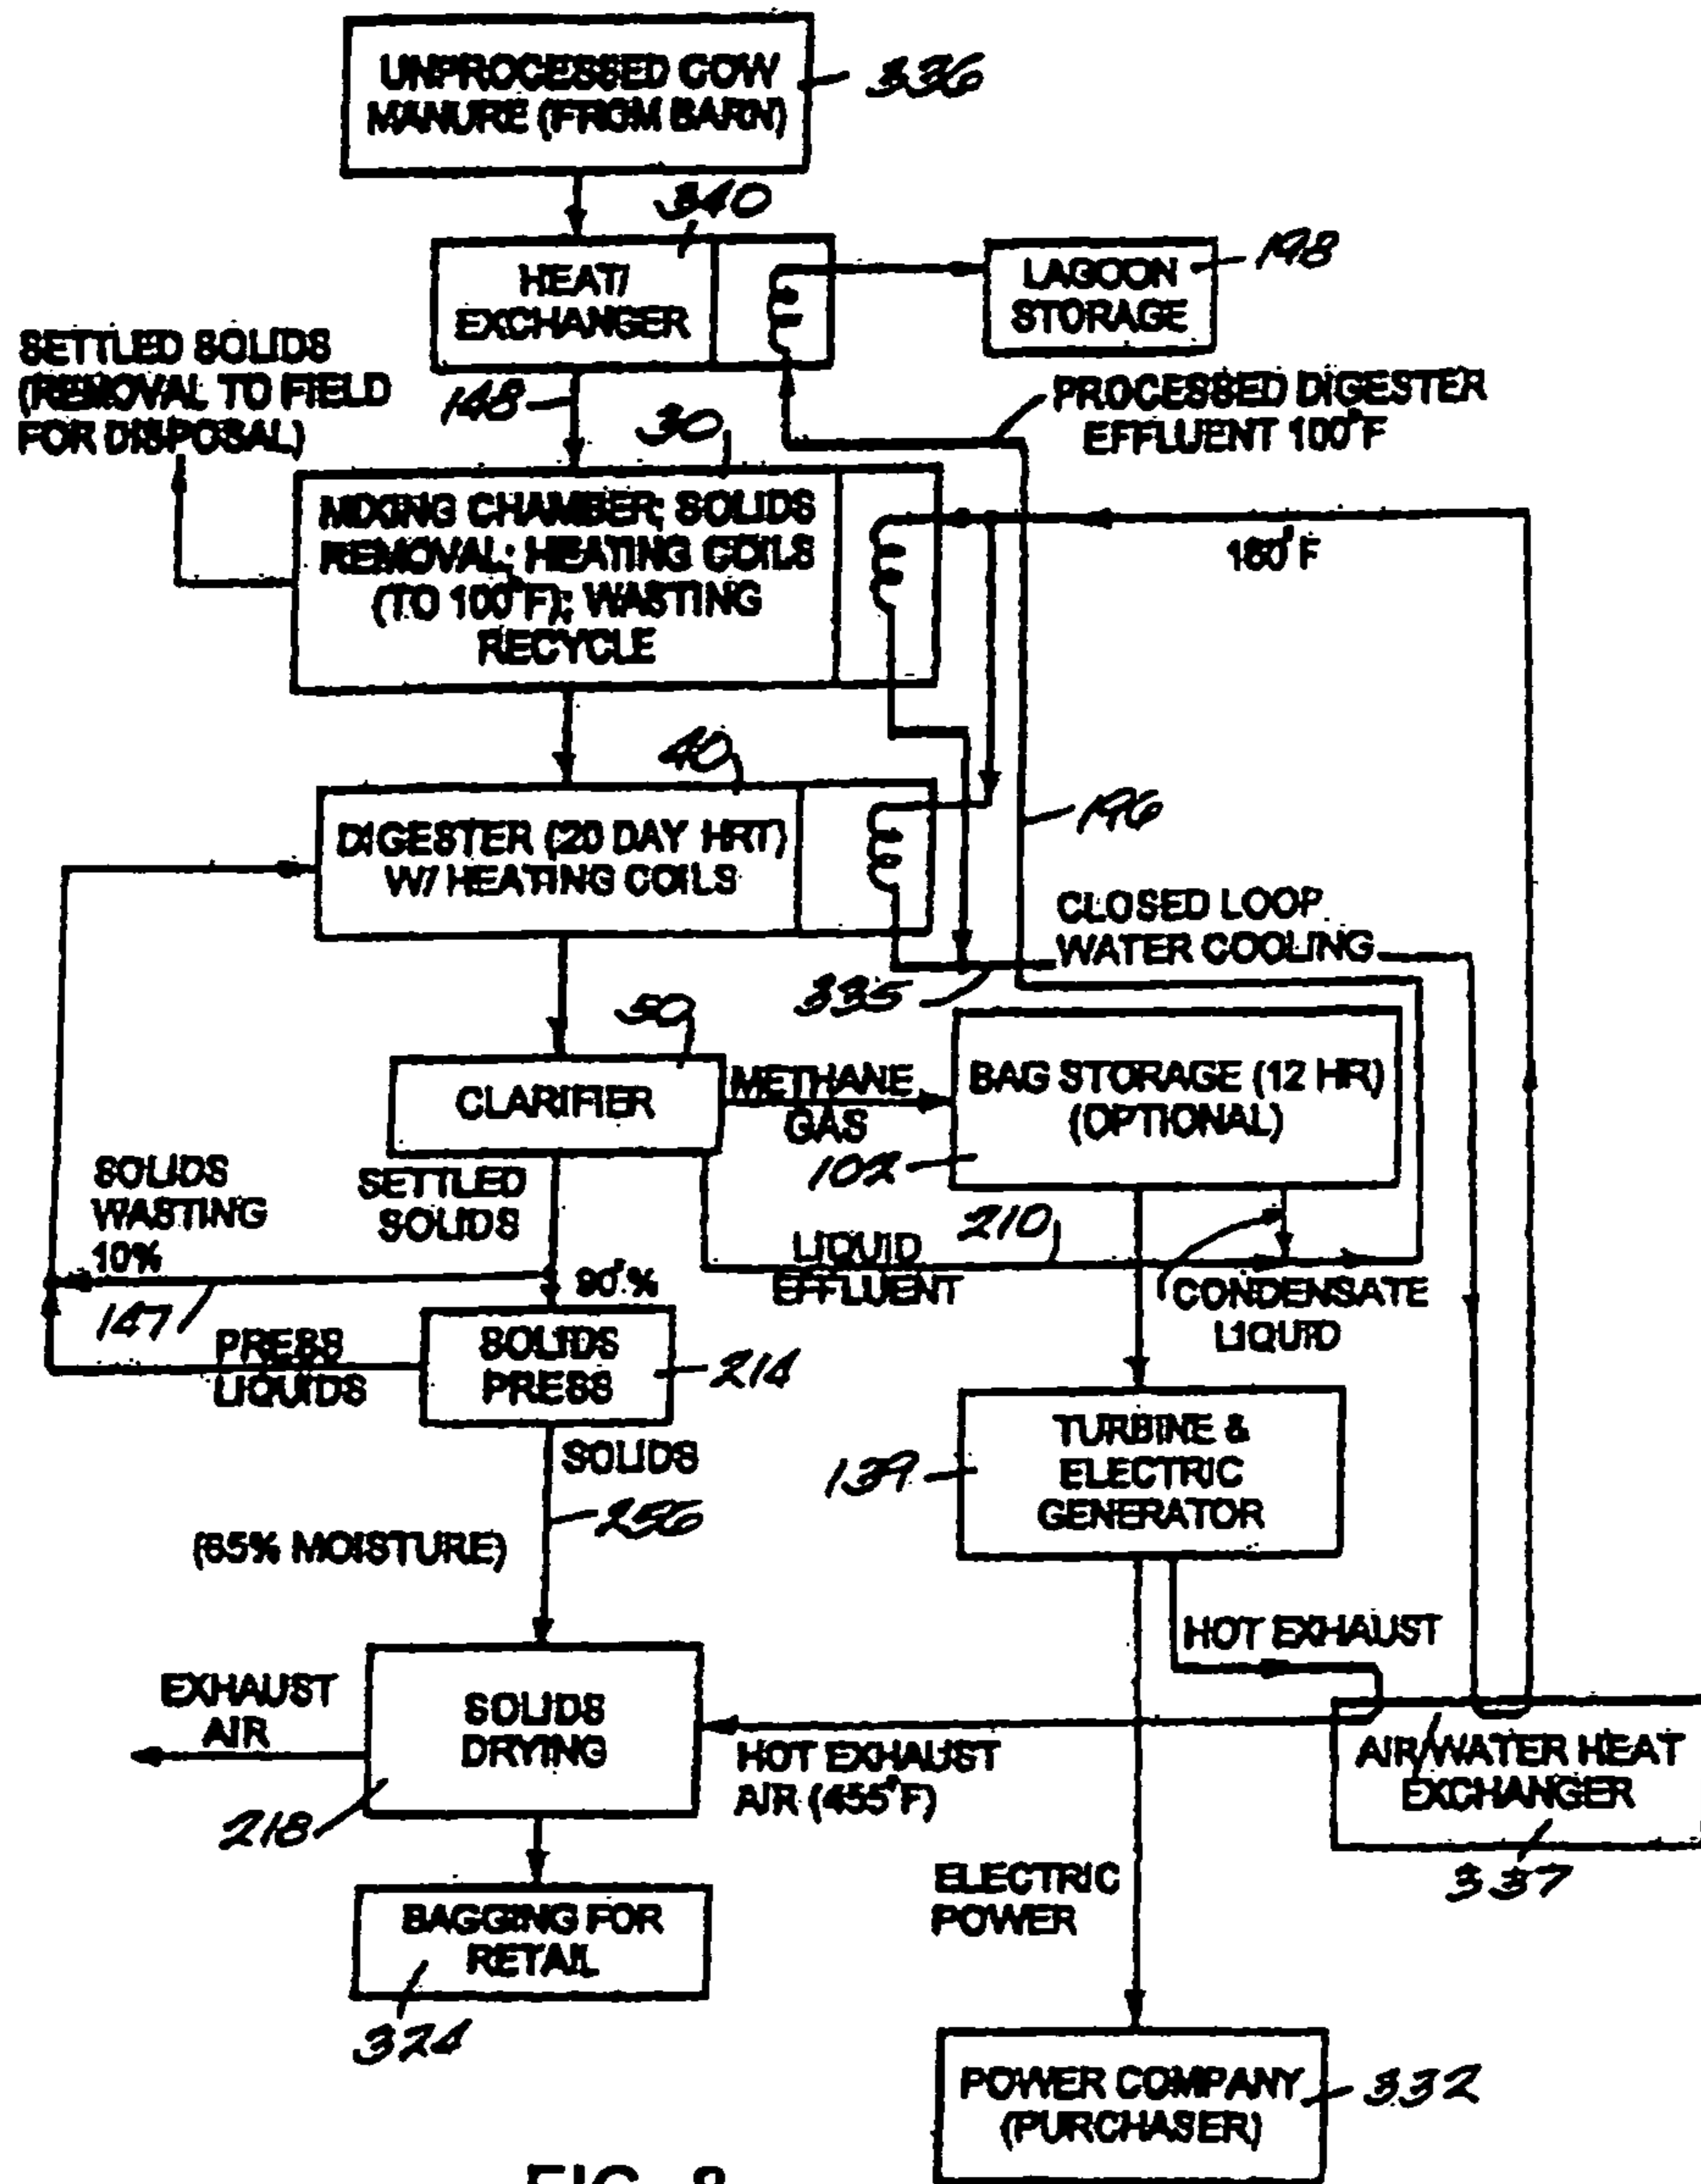 UNPROCESSED COW
MANURE (FROM BARN)
336
340
HEAT/
EXCHANGER
LAGOON
STORAGE
198
SETTLED SOLIDS
(REMOVAL TO FIELD
FOR DISPOSAL)
148
30
PROCESSED DIGESTER
EFFLUENT 100°F
MIXING CHAMBER; SOLIDS
REMOVAL; HEATING COILS
(TO 100°F); WASTING
RECYCLE
40
DIGESTER (20 DAY HRT)
W/ HEATING COILS
196
CLOSED LOOP
WATER COOLING
335
50
CLARIFIER
METHANE
GAS
BAG STORAGE (12 HR)
(OPTIONAL)
102
SOLIDS
WASTING
10%
SETTLED
SOLIDS
210
LIQUID
EFFLUENT
CONDENSATE
LIQUID
90%
147
PRESS
LIQUIDS
SOLIDS
PRESS
214
SOLIDS
256
TURBINE &
ELECTRIC
GENERATOR
139
MOISTURE)
HOT EXHAUST
EXHAUST
AIR
SOLIDS
DRYING
HOT EXHAUST
AIR (455°F)
AIR/WATER HEAT
EXCHANGER
218
337
ELECTRIC
POWER
BAGGING FOR
RETAIL
324
POWER COMPANY
(PURCHASER)
332